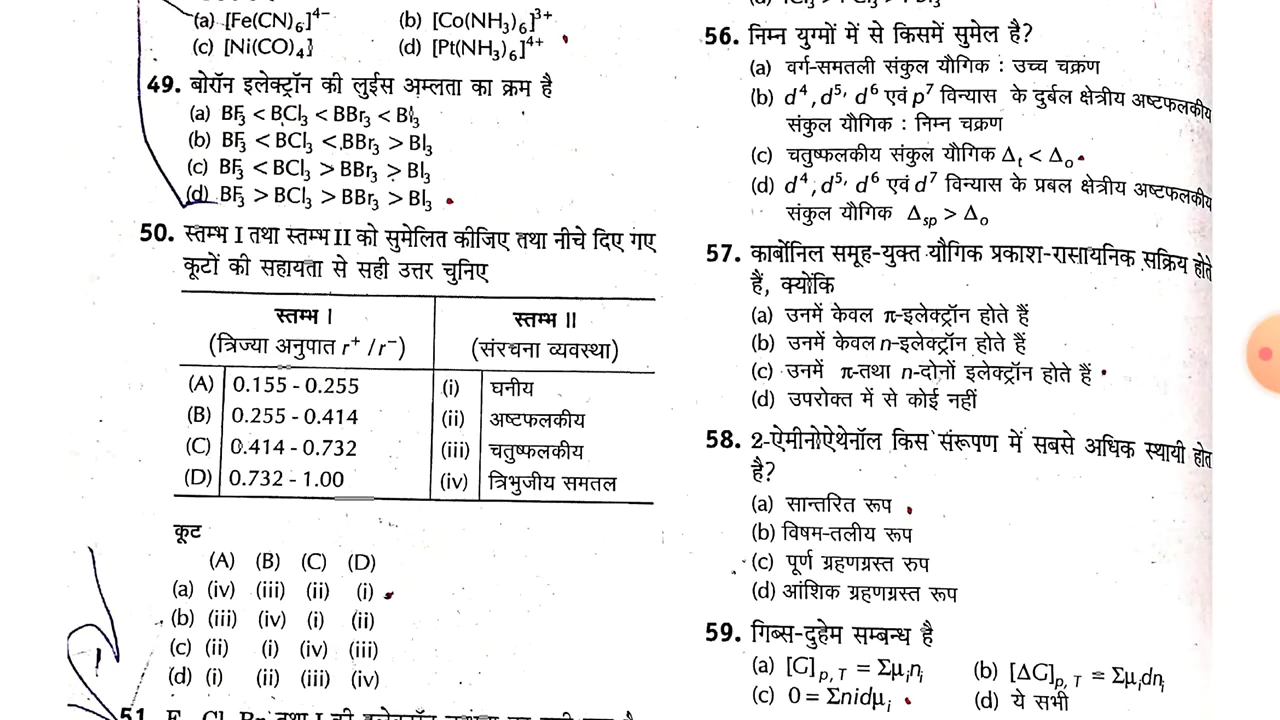 (a) [Fe(CN)6]4− (b) [Co(NH3)6]3+
(c) [Ni(CO)4] (d) [Pt(NH3)6]4+
49. बोरॉन इलेक्ट्रॉन की लुईस अम्लता का क्रम है
(a) BF3 < BCl3 < BBr3 < BI3
(b) BF3 < BCl3 < BBr3 > BI3
(c) BF3 < BCl3 > BBr3 > BI3
(d) BF3 > BCl3 > BBr3 > BI3
50. स्तम्भ I तथा स्तम्भ II को सुमेलित कीजिए तथा नीचे दिए गए
कूटों की सहायता से सही उत्तर चुनिए
स्तम्भ I स्तम्भ II
(त्रिज्या अनुपात r+ /r−) (संरचना व्यवस्था)
(A) 0.155 - 0.255 (i) घनीय
(B) 0.255 - 0.414 (ii) अष्टफलकीय
(C) 0.414 - 0.732 (iii) चतुष्फलकीय
(D) 0.732 - 1.00 (iv) त्रिभुजीय समतल
कूट
(A) (B) (C) (D)
(a) (iv) (iii) (ii) (i)
(b) (iii) (iv) (i) (ii)
(c) (ii) (i) (iv) (iii)
(d) (i) (ii) (iii) (iv)
51.
56. निम्न युग्मों में से किसमें सुमेल है?
(a) वर्ग-समतली संकुल यौगिक : उच्च चक्रण
(b) d4, d5, d6 एवं p7 विन्यास के दुर्बल क्षेत्रीय अष्टफलकीय
संकुल यौगिक : निम्न चक्रण
(c) चतुष्फलकीय संकुल यौगिक Δt < Δo
(d) d4, d5, d6 एवं d7 विन्यास के प्रबल क्षेत्रीय अष्टफलकीय
संकुल यौगिक Δsp > Δo
57. कार्बोनिल समूह-युक्त यौगिक प्रकाश-रासायनिक सक्रिय होते
हैं, क्योंकि
(a) उनमें केवल π-इलेक्ट्रॉन होते हैं
(b) उनमें केवल n-इलेक्ट्रॉन होते हैं
(c) उनमें π-तथा n-दोनों इलेक्ट्रॉन होते हैं
(d) उपरोक्त में से कोई नहीं
58. 2-ऐमीनोऐथेनॉल किस संरूपण में सबसे अधिक स्थायी होत
है?
(a) सान्तरित रूप
(b) विषम-तलीय रूप
(c) पूर्ण ग्रहणग्रस्त रुप
(d) आंशिक ग्रहणग्रस्त रूप
59. गिब्स-दुहेम सम्बन्ध है
(a) [G]p, T = Σμini (b) [ΔG]p, T = Σμidni
(c) 0 = Σnidμi (d) ये सभी